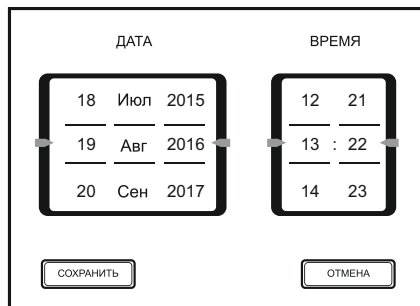 ДАТА ВРЕМЯ
18 Июл 2015 12 21
19 Авг 2016 13 : 22
20 Сен 2017 14 23
СОХРАНИТЬ ОТМЕНА